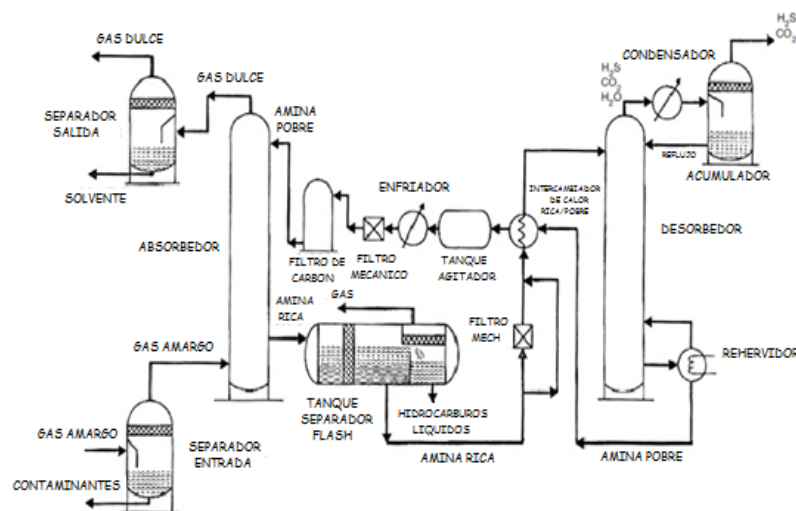 GAS DULCE
GAS DULCE
SEPARADOR
SALIDA
SOLVENTE
AMINA
POBRE
ABSORBEDOR
FILTRO DE
CARBON
FILTRO
MECANICO
ENFRIADOR
TANQUE
AGITADOR
INTERCAMBIADOR
DE CALOR
RICA/POBRE
H₂S
CO₂
H₂O
CONDENSADOR
H₂S
CO₂
REFLUJO
ACUMULADOR
DESORBEDOR
REHERVIDOR
AMINA
RICA
GAS
FILTRO
MECH
TANQUE
SEPARADOR
FLASH
HIDROCARBUROS
LIQUIDOS
AMINA RICA
AMINA POBRE
GAS AMARGO
GAS AMARGO
SEPARADOR
ENTRADA
CONTAMINANTES